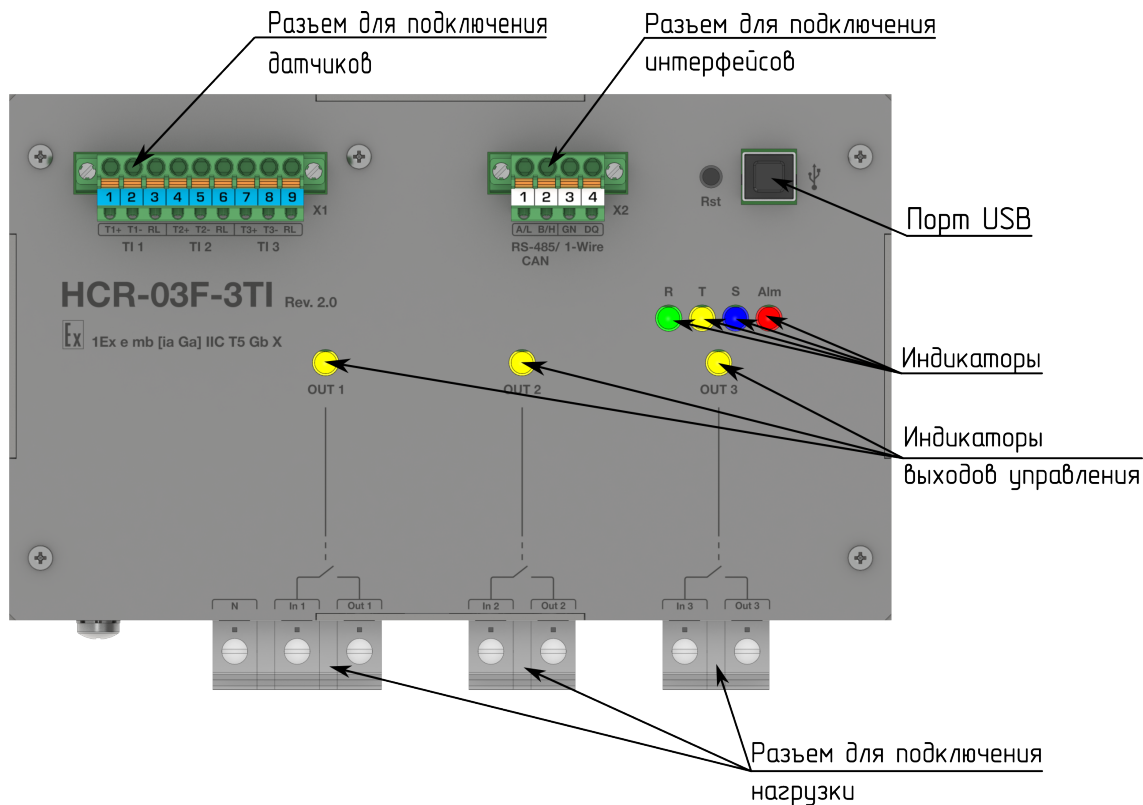 Разъем для подключения
датчиков
Разъем для подключения
интерфейсов
1 2 3 4 5 6 7 8 9
X1
T1+ T1- RL T2+ T2- RL T3+ T3- RL
TI 1 TI 2 TI 3
1 2 3 4
X2
A/L B/H GN DQ
RS-485/ 1-Wire
CAN
Rst
Порт USB
HCR-03F-3TI Rev. 2.0
Ex 1Ex e mb [ia Ga] IIC T5 Gb X
R T S Alm
Индикаторы
OUT 1 OUT 2 OUT 3
Индикаторы
выходов управления
N In 1 Out 1 In 2 Out 2 In 3 Out 3
Разъем для подключения
нагрузки